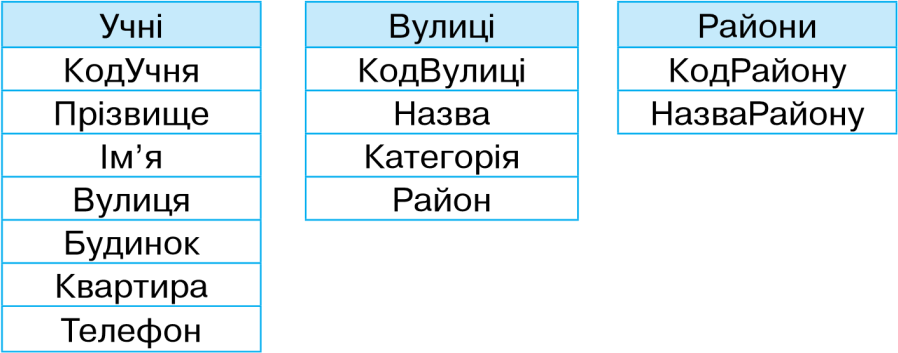 Учні
КодУчня
Прізвище
Ім’я
Вулиця
Будинок
Квартира
Телефон
Вулиці
КодВулиці
Назва
Категорія
Район
Райони
КодРайону
НазваРайону